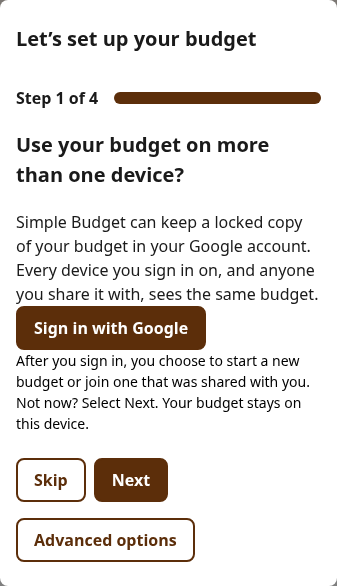 Let’s set up your budget
Step 1 of 4
Use your budget on more
than one device?
Simple Budget can keep a locked copy
of your budget in your Google account.
Every device you sign in on, and anyone
you share it with, sees the same budget.
Sign in with Google
After you sign in, you choose to start a new
budget or join one that was shared with you.
Not now? Select Next. Your budget stays on
this device.
Skip
Next
Advanced options